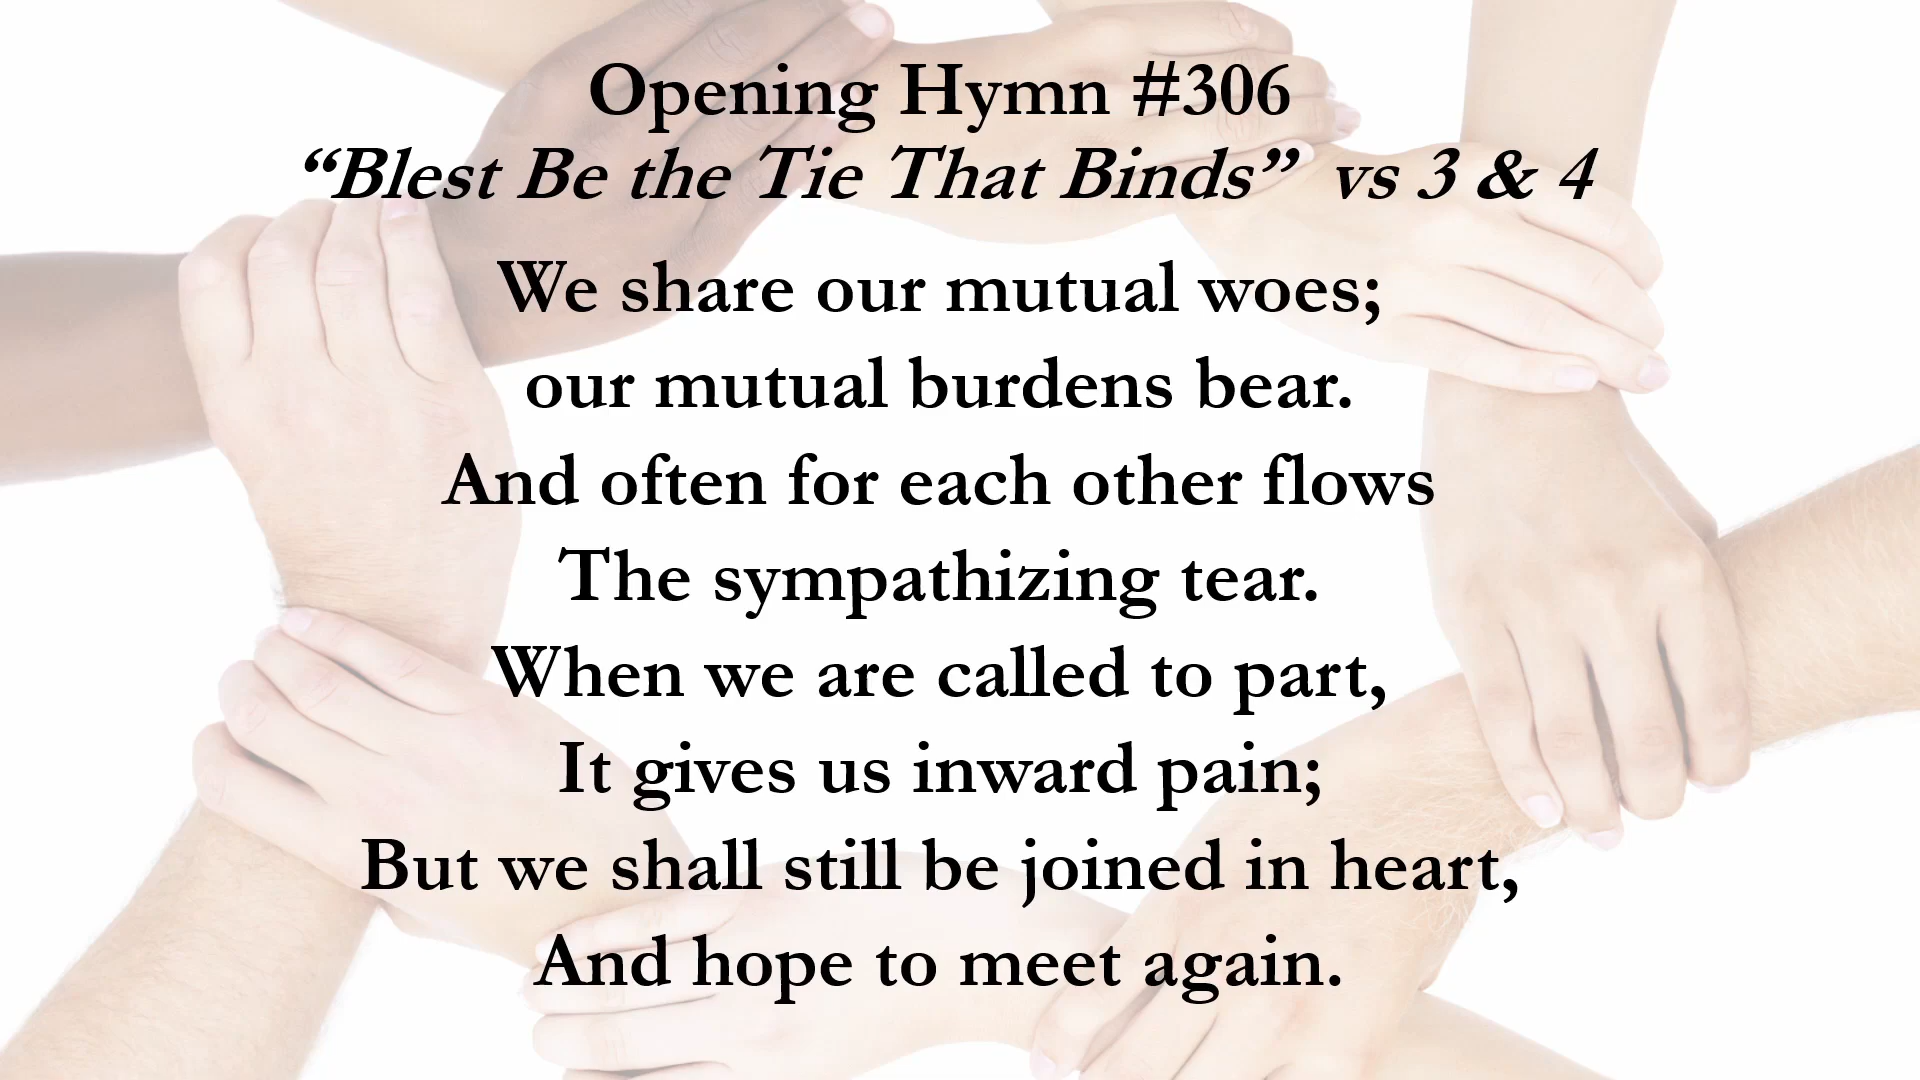 Opening Hymn #306
“Blest Be the Tie That Binds” vs 3 & 4
We share our mutual woes;
our mutual burdens bear.
And often for each other flows
The sympathizing tear.
When we are called to part,
It gives us inward pain;
But we shall still be joined in heart,
And hope to meet again.